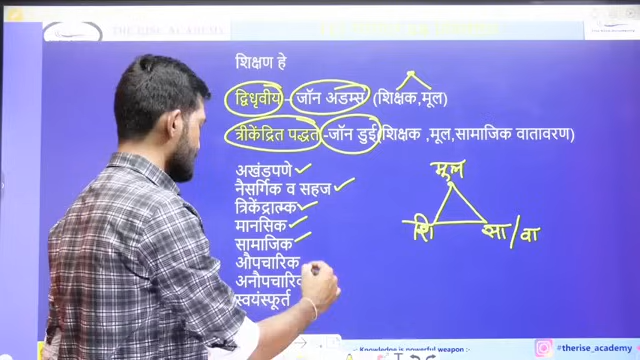 THE RISE ACADEMY
शिक्षण हे
द्विध्रृवीय - जॉन अडम्स (शिक्षक,मूल)
त्रीकेंद्रित पद्धत -जॉन डुई(शिक्षक ,मूल,सामाजिक वातावरण)
अखंडपणे
नैसर्गिक व सहज
त्रिकेंद्रात्मक
मानसिक
सामाजिक
औपचारिक
अनौपचारिक
स्वयंस्फूर्त
मूल
शि सा/वा
Knowledge is powerful weapon
#therise_academy